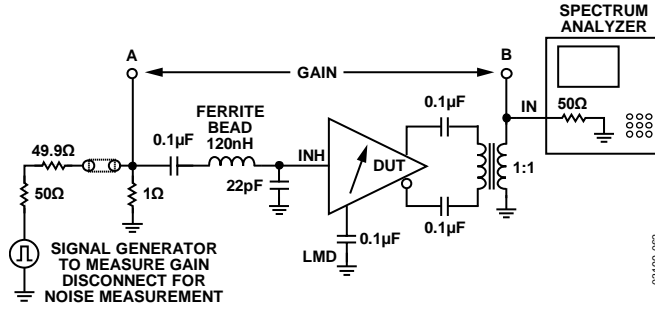 SPECTRUM
ANALYZER
A
B
GAIN
IN
50Ω
FERRITE
BEAD
120nH
0.1µF
0.1µF
49.9Ω
50Ω
1Ω
22pF
INH
DUT
1:1
0.1µF
0.1µF
LMD
SIGNAL GENERATOR
TO MEASURE GAIN
DISCONNECT FOR
NOISE MEASUREMENT